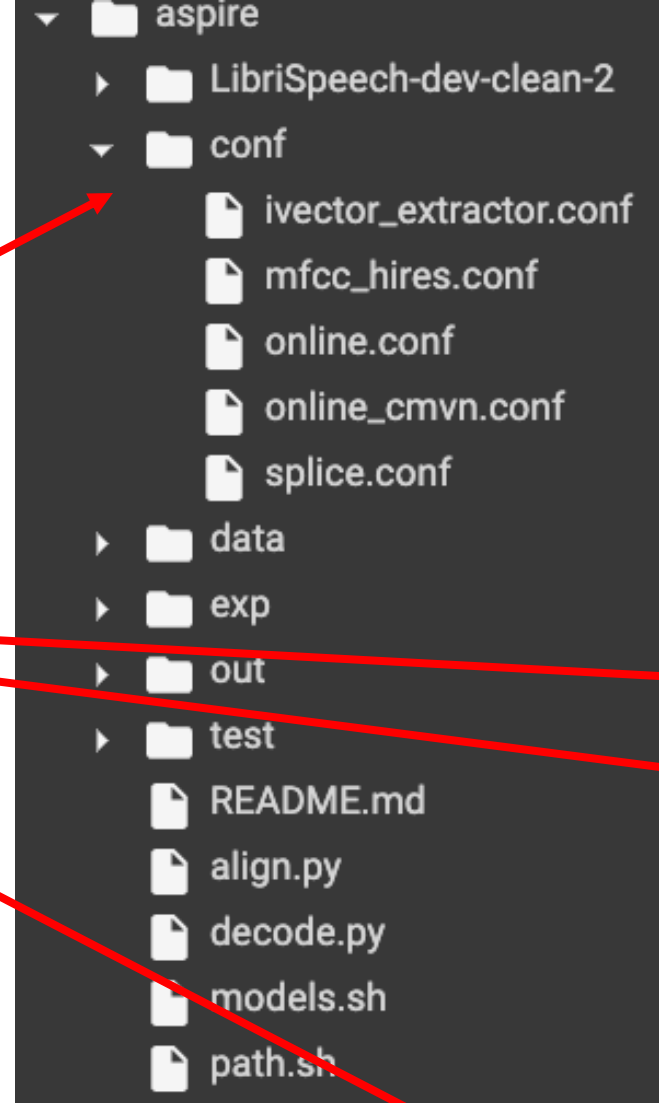 aspire
LibriSpeech-dev-clean-2
conf
ivector_extractor.conf
mfcc_hires.conf
online.conf
online_cmvn.conf
splice.conf
data
exp
out
test
README.md
align.py
decode.py
models.sh
path.sh